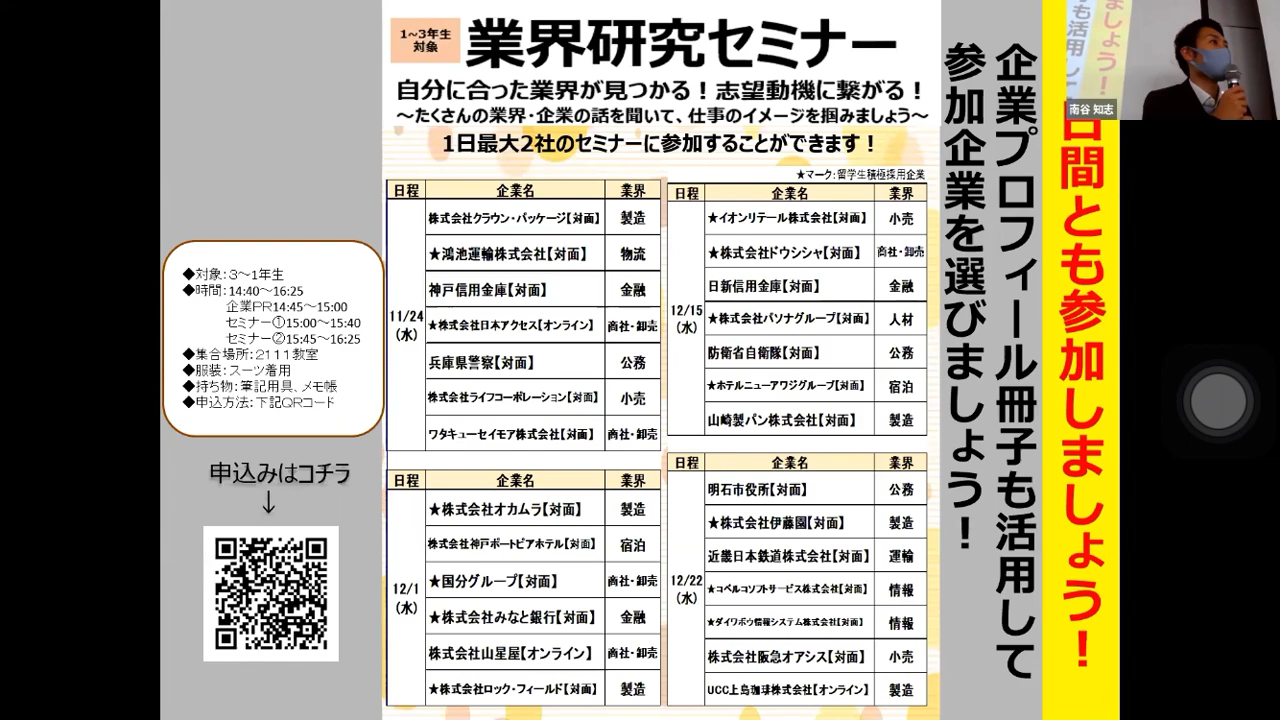 1~3年生
対象
業界研究セミナー
自分に合った業界が見つかる！志望動機に繋がる！
～たくさんの業界・企業の話を聞いて、仕事のイメージを掴みましょう～
1日最大2社のセミナーに参加することができます！
★マーク：留学生積極採用企業
日程 企業名 業界
11/24(水)
株式会社クラウン・パッケージ【対面】 製造
★鴻池運輸株式会社【対面】 物流
神戸信用金庫【対面】 金融
★株式会社日本アクセス【オンライン】 商社・卸売
兵庫県警察【対面】 公務
株式会社ライフコーポレーション【対面】 小売
ワタキューセイモア株式会社【対面】 商社・卸売
日程 企業名 業界
12/1(水)
★株式会社オカムラ【対面】 製造
株式会社神戸ポートピアホテル【対面】 宿泊
★国分グループ【対面】 商社・卸売
★株式会社みなと銀行【対面】 金融
株式会社山星屋【オンライン】 商社・卸売
★株式会社ロック・フィールド【対面】 製造
日程 企業名 業界
12/15(水)
★イオンリテール株式会社【対面】 小売
★株式会社ドウシシャ【対面】 商社・卸売
日新信用金庫【対面】 金融
★株式会社パソナグループ【対面】 人材
防衛省自衛隊【対面】 公務
★ホテルニューアワジグループ【対面】 宿泊
山崎製パン株式会社【対面】 製造
日程 企業名 業界
12/22(水)
明石市役所【対面】 公務
★株式会社伊藤園【対面】 製造
近畿日本鉄道株式会社【対面】 運輸
★コベルコソフトサービス株式会社【対面】 情報
★ダイワボウ情報システム株式会社【対面】 情報
株式会社阪急オアシス【対面】 小売
UCC上島珈琲株式会社【オンライン】 製造
◆対象：3～1年生
◆時間：14:40～16:25
企業PR14:45～15:00
セミナー①15:00～15:40
セミナー②15:45～16:25
◆集合場所：2111教室
◆服装：スーツ着用
◆持ち物：筆記用具、メモ帳
◆申込方法：下記QRコード
申込みはコチラ
↓
日間とも参加しましょう！
企業プロフィール冊子も活用して
参加企業を選びましょう！
ましょう！
も活用し
南谷 知志